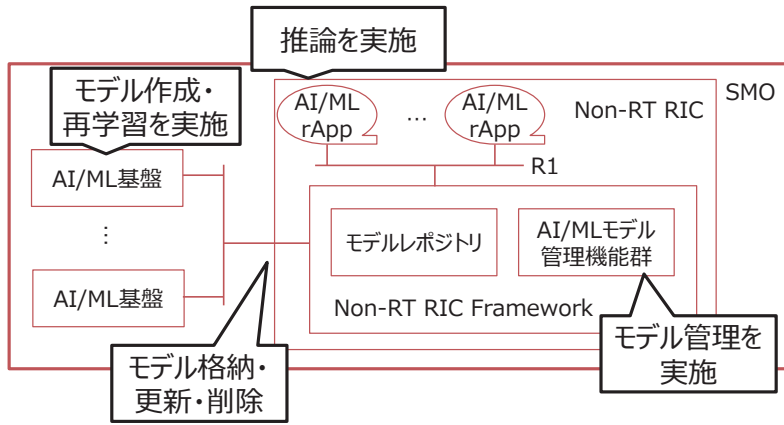 推論を実施
モデル作成・
再学習を実施
AI/ML
rApp
…
AI/ML
rApp
Non-RT RIC
SMO
R1
AI/ML基盤
⋮
AI/ML基盤
モデルレポジトリ
AI/MLモデル
管理機能群
Non-RT RIC Framework
モデル格納・
更新・削除
モデル管理を
実施